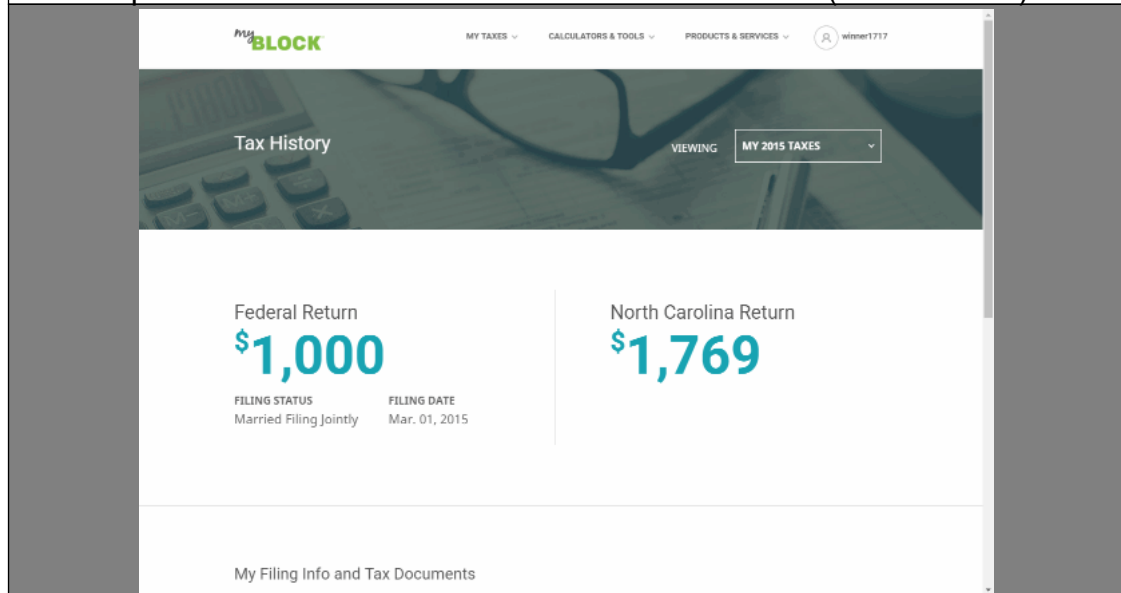 my BLOCK
MY TAXES
CALCULATORS & TOOLS
PRODUCTS & SERVICES
winner1717
Tax History
VIEWING
MY 2015 TAXES
Federal Return
$1,000
FILING STATUS
Married Filing Jointly
FILING DATE
Mar. 01, 2015
North Carolina Return
$1,769
My Filing Info and Tax Documents